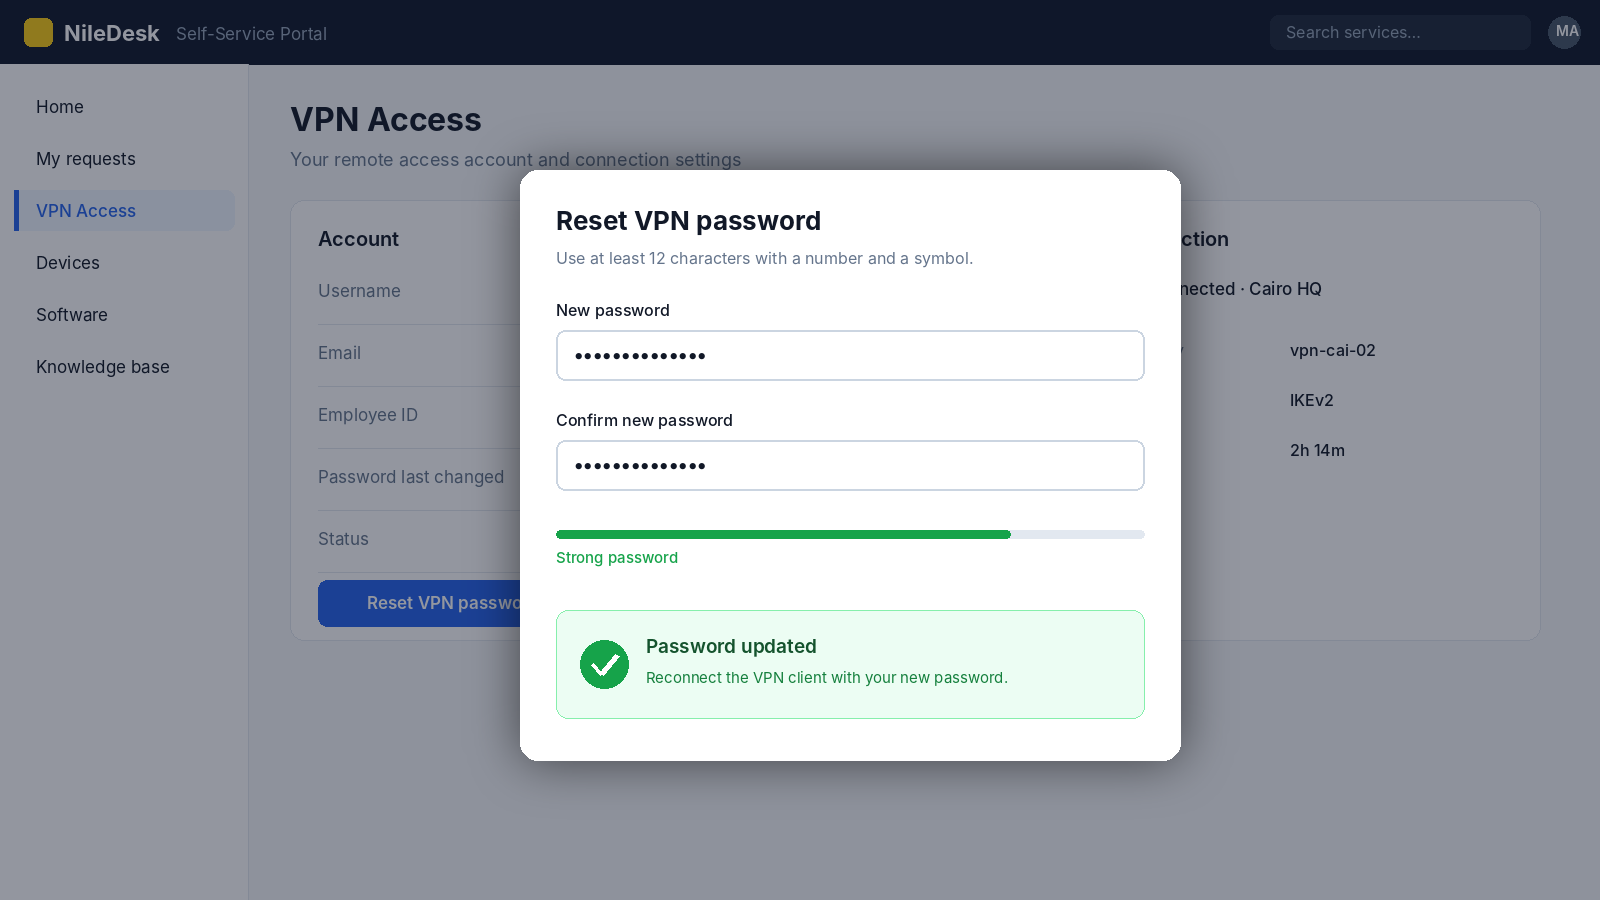 NileDesk Self-Service Portal
Search services...
MA
Home
My requests
VPN Access
Devices
Software
Knowledge base
VPN Access
Your remote access account and connection settings
Account
Username
Email
Employee ID
Password last changed
Status
Reset VPN
Reset VPN password
Use at least 12 characters with a number and a symbol.
New password
••••••••••••••
Confirm new password
••••••••••••••
Strong password
Password updated
Reconnect the VPN client with your new password.
· Cairo HQ
vpn-cai-02
IKEv2
2h 14m